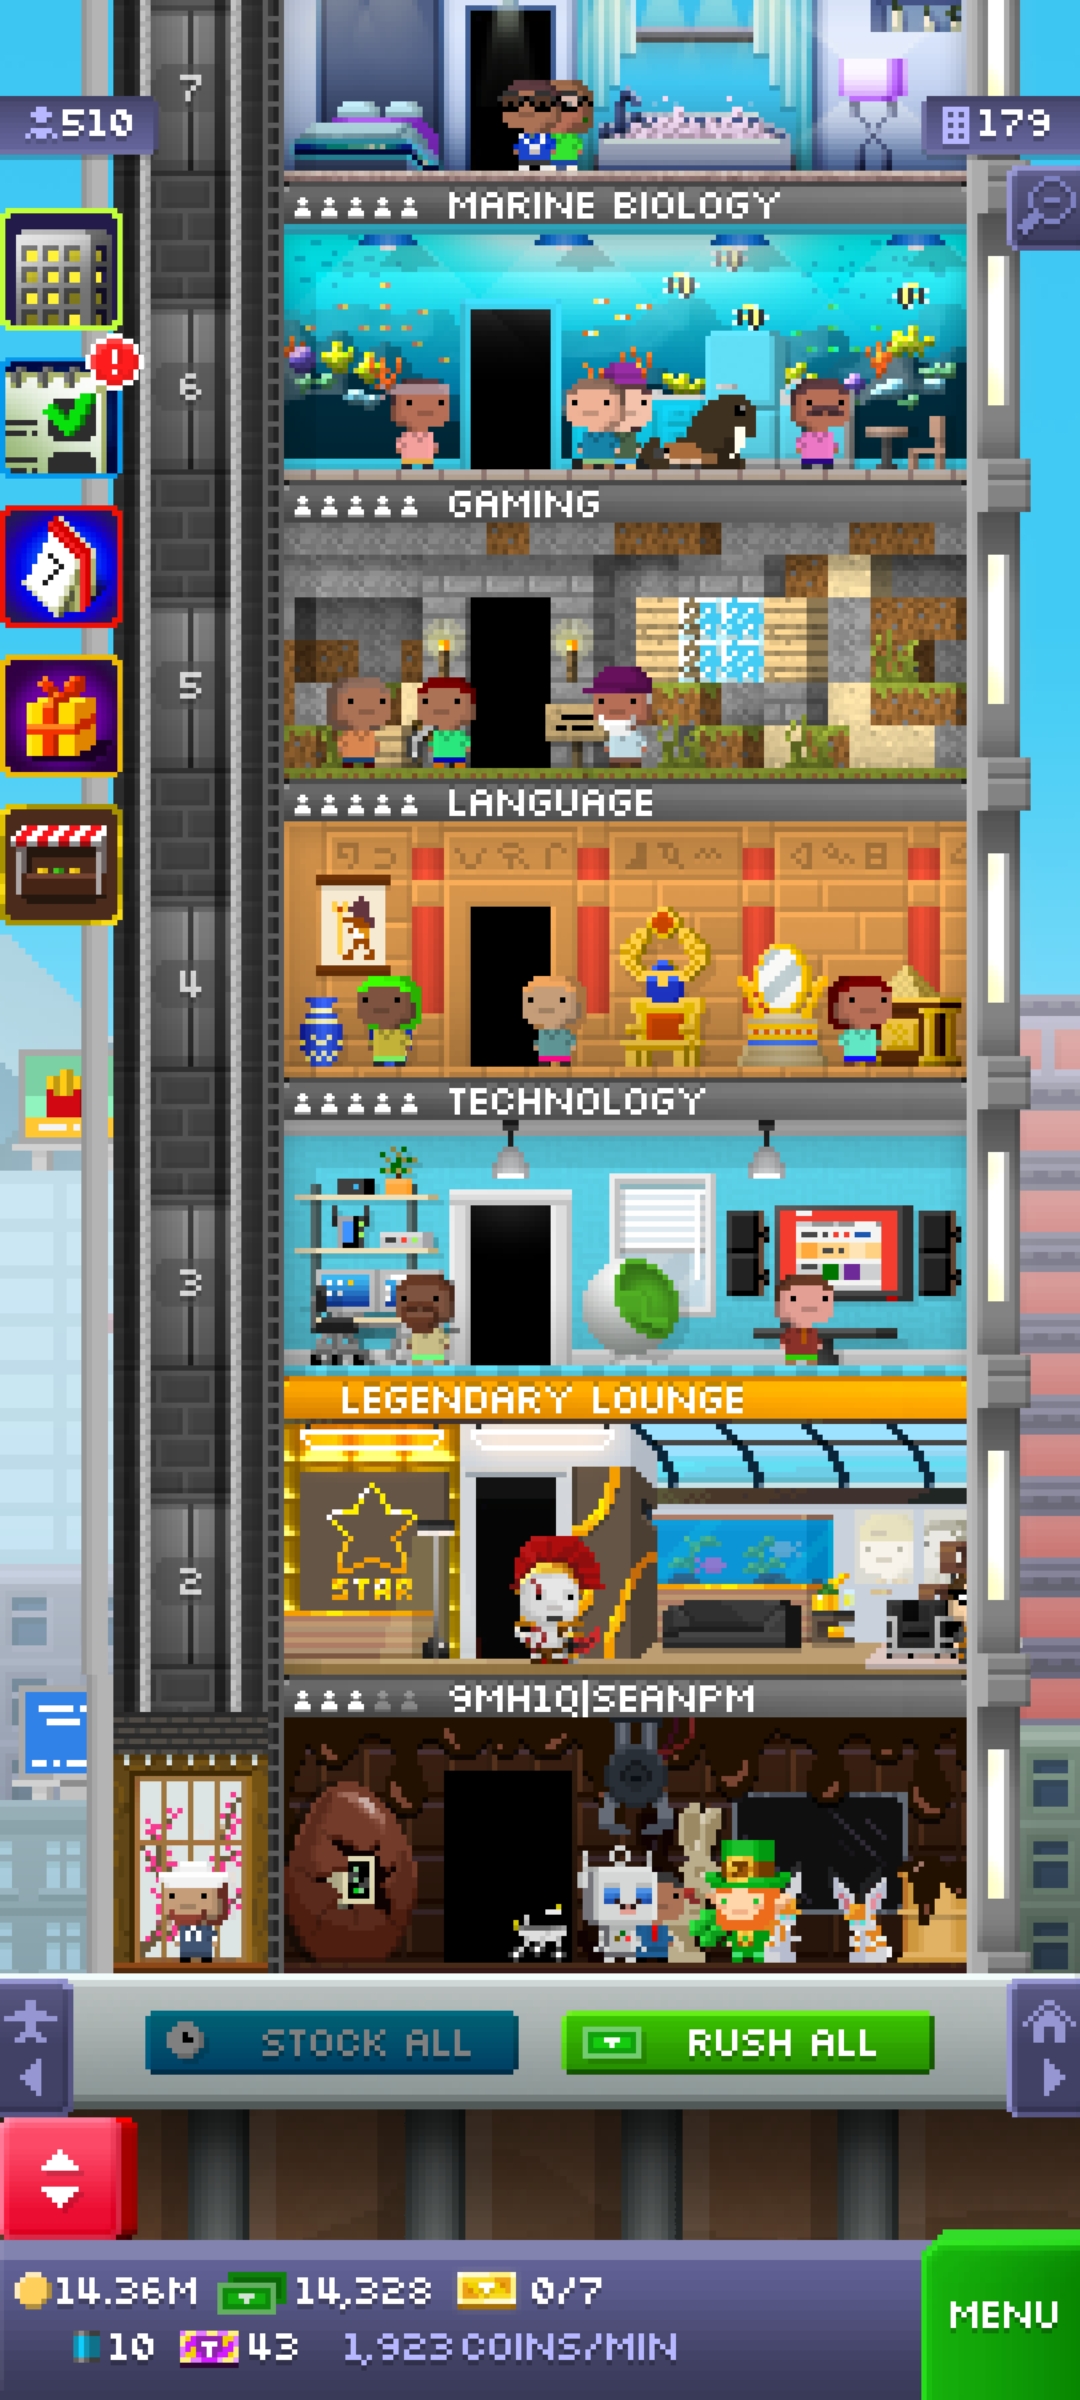 7
510
179
MARINE BIOLOGY
6
GAMING
5
LANGUAGE
4
TECHNOLOGY
3
LEGENDARY LOUNGE
STAR
2
9MH1Q|SEANPM
STOCK ALL
RUSH ALL
14.36M 14,328 0/7
MENU
10 43 1,923 COINS/MIN